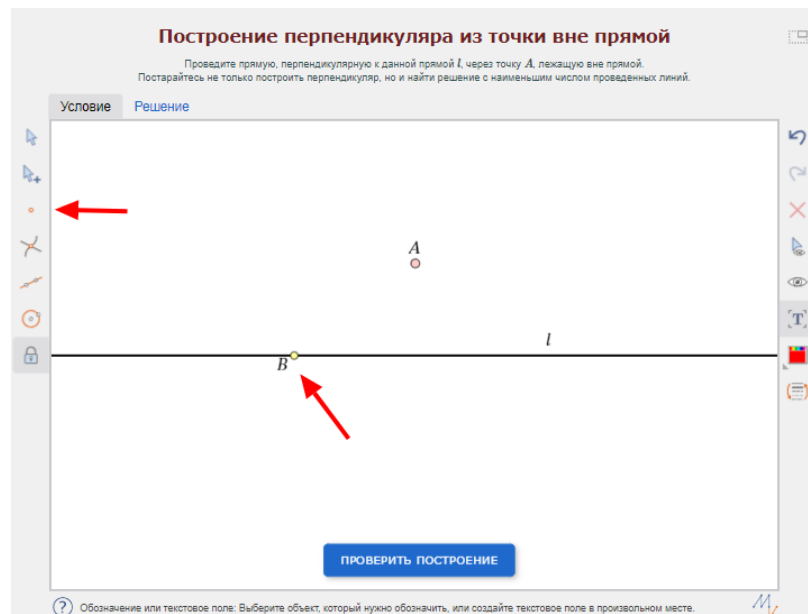 Построение перпендикуляра из точки вне прямой
Проведите прямую, перпендикулярную к данной прямой l, через точку A, лежащую вне прямой.
Постарайтесь не только построить перпендикуляр, но и найти решение с наименьшим числом проведенных линий.
Условие Решение
A
l
B
[T]
ПРОВЕРИТЬ ПОСТРОЕНИЕ
? Обозначение или текстовое поле: Выберите объект, который нужно обозначить, или создайте текстовое поле в произвольном месте.